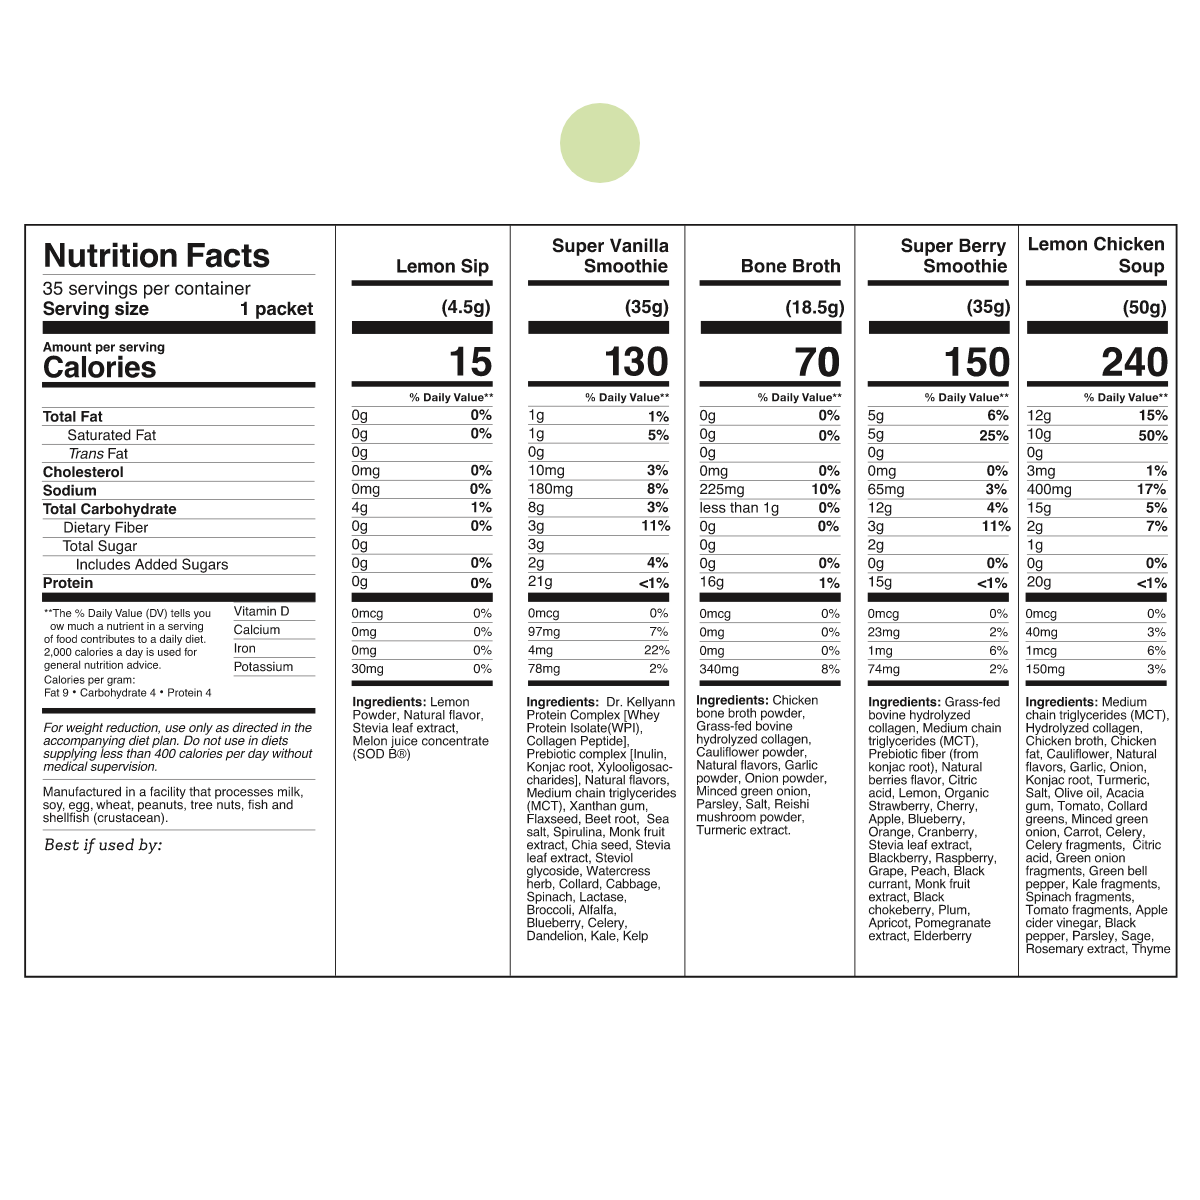 Nutrition Facts
35 servings per container
Serving size 1 packet
Amount per serving
Calories
Total Fat
Saturated Fat
Trans Fat
Cholesterol
Sodium
Total Carbohydrate
Dietary Fiber
Total Sugar
Includes Added Sugars
Protein
**The % Daily Value (DV) tells you
ow much a nutrient in a serving
of food contributes to a daily diet.
2,000 calories a day is used for
general nutrition advice.
Calories per gram:
Fat 9 • Carbohydrate 4 • Protein 4
Vitamin D
Calcium
Iron
Potassium
For weight reduction, use only as directed in the
accompanying diet plan. Do not use in diets
supplying less than 400 calories per day without
medical supervision.
Manufactured in a facility that processes milk,
soy, egg, wheat, peanuts, tree nuts, fish and
shellfish (crustacean).
Best if used by:
Lemon Sip
(4.5g)
15
% Daily Value**
0g 0%
0g 0%
0g
0mg 0%
0mg 0%
4g 1%
0g 0%
0g
0g 0%
0g 0%
0mcg 0%
0mg 0%
0mg 0%
30mg 0%
Ingredients: Lemon
Powder, Natural flavor,
Stevia leaf extract,
Melon juice concentrate
(SOD B®)
Super Vanilla
Smoothie
(35g)
130
% Daily Value**
1g 1%
1g 5%
0g
10mg 3%
180mg 8%
8g 3%
3g 11%
3g
2g 4%
21g <1%
0mcg 0%
97mg 7%
4mg 22%
78mg 2%
Ingredients: Dr. Kellyann
Protein Complex [Whey
Protein Isolate(WPI),
Collagen Peptide],
Prebiotic complex [Inulin,
Konjac root, Xylooligosac-
charides], Natural flavors,
Medium chain triglycerides
(MCT), Xanthan gum,
Flaxseed, Beet root, Sea
salt, Spirulina, Monk fruit
extract, Chia seed, Stevia
leaf extract, Steviol
glycoside, Watercress
herb, Collard, Cabbage,
Spinach, Lactase,
Broccoli, Alfalfa,
Blueberry, Celery,
Dandelion, Kale, Kelp
Bone Broth
(18.5g)
70
% Daily Value**
0g 0%
0g 0%
0g
0mg 0%
225mg 10%
less than 1g 0%
0g 0%
0g
0g 0%
16g 1%
0mcg 0%
0mg 0%
0mg 0%
340mg 8%
Ingredients: Chicken
bone broth powder,
Grass-fed bovine
hydrolyzed collagen,
Cauliflower powder,
Natural flavors, Garlic
powder, Onion powder,
Minced green onion,
Parsley, Salt, Reishi
mushroom powder,
Turmeric extract.
Super Berry
Smoothie
(35g)
150
% Daily Value**
5g 6%
5g 25%
0g
0mg 0%
65mg 3%
12g 4%
3g 11%
2g
0g 0%
15g <1%
0mcg 0%
23mg 2%
1mg 6%
74mg 2%
Ingredients: Grass-fed
bovine hydrolyzed
collagen, Medium chain
triglycerides (MCT),
Prebiotic fiber (from
konjac root), Natural
berries flavor, Citric
acid, Lemon, Organic
Strawberry, Cherry,
Apple, Blueberry,
Orange, Cranberry,
Stevia leaf extract,
Blackberry, Raspberry,
Grape, Peach, Black
currant, Monk fruit
extract, Black
chokeberry, Plum,
Apricot, Pomegranate
extract, Elderberry
Lemon Chicken
Soup
(50g)
240
% Daily Value**
12g 15%
10g 50%
0g
3mg 1%
400mg 17%
15g 5%
2g 7%
1g
0g 0%
20g <1%
0mcg 0%
40mg 3%
1mcg 6%
150mg 3%
Ingredients: Medium
chain triglycerides (MCT),
Hydrolyzed collagen,
Chicken broth, Chicken
fat, Cauliflower, Natural
flavors, Garlic, Onion,
Konjac root, Turmeric,
Salt, Olive oil, Acacia
gum, Tomato, Collard
greens, Minced green
onion, Carrot, Celery,
Celery fragments, Citric
acid, Green onion
fragments, Green bell
pepper, Kale fragments,
Spinach fragments,
Tomato fragments, Apple
cider vinegar, Black
pepper, Parsley, Sage,
Rosemary extract, Thyme